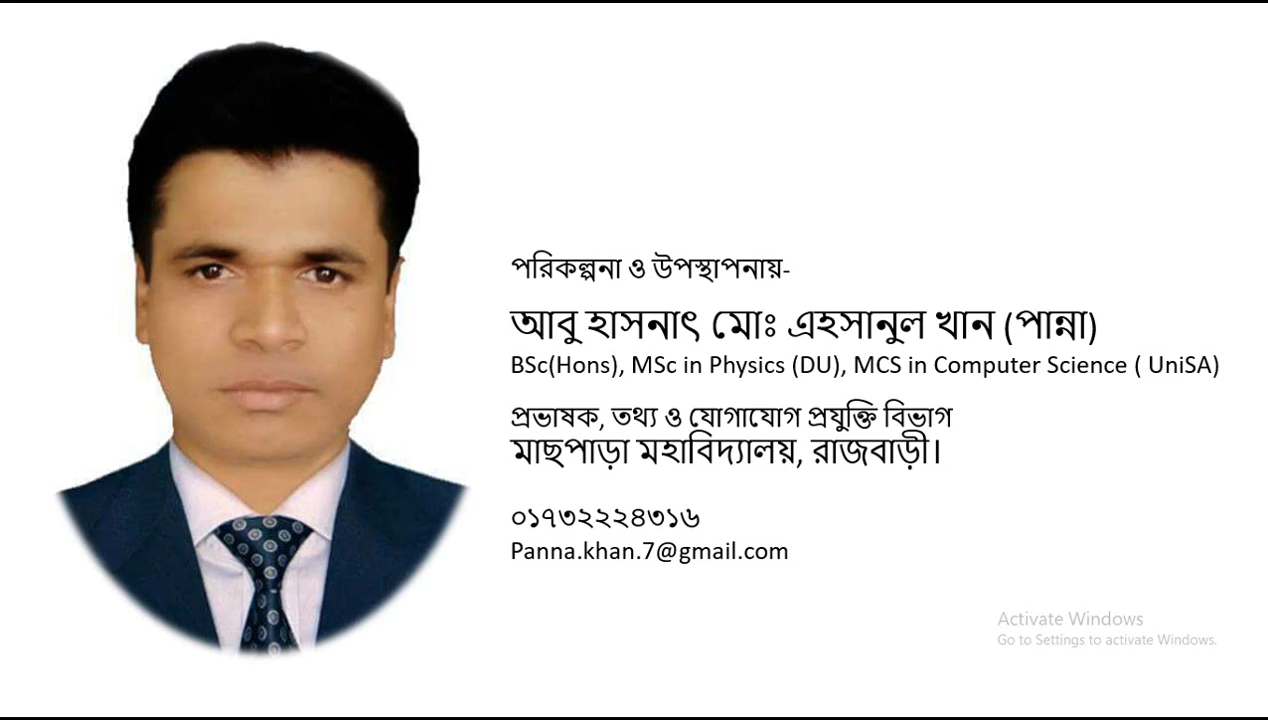 পরিকল্পনা ও উপস্থাপনায়-
আবু হাসনাৎ মোঃ এহসানুল খান (পান্না)
BSc(Hons), MSc in Physics (DU), MCS in Computer Science ( UniSA)
প্রভাষক, তথ্য ও যোগাযোগ প্রযুক্তি বিভাগ
মাছপাড়া মহাবিদ্যালয়, রাজবাড়ী।
০১৭৩২২২৪৩১৬
Panna.khan.7@gmail.com
Activate Windows
Go to Settings to activate Windows.